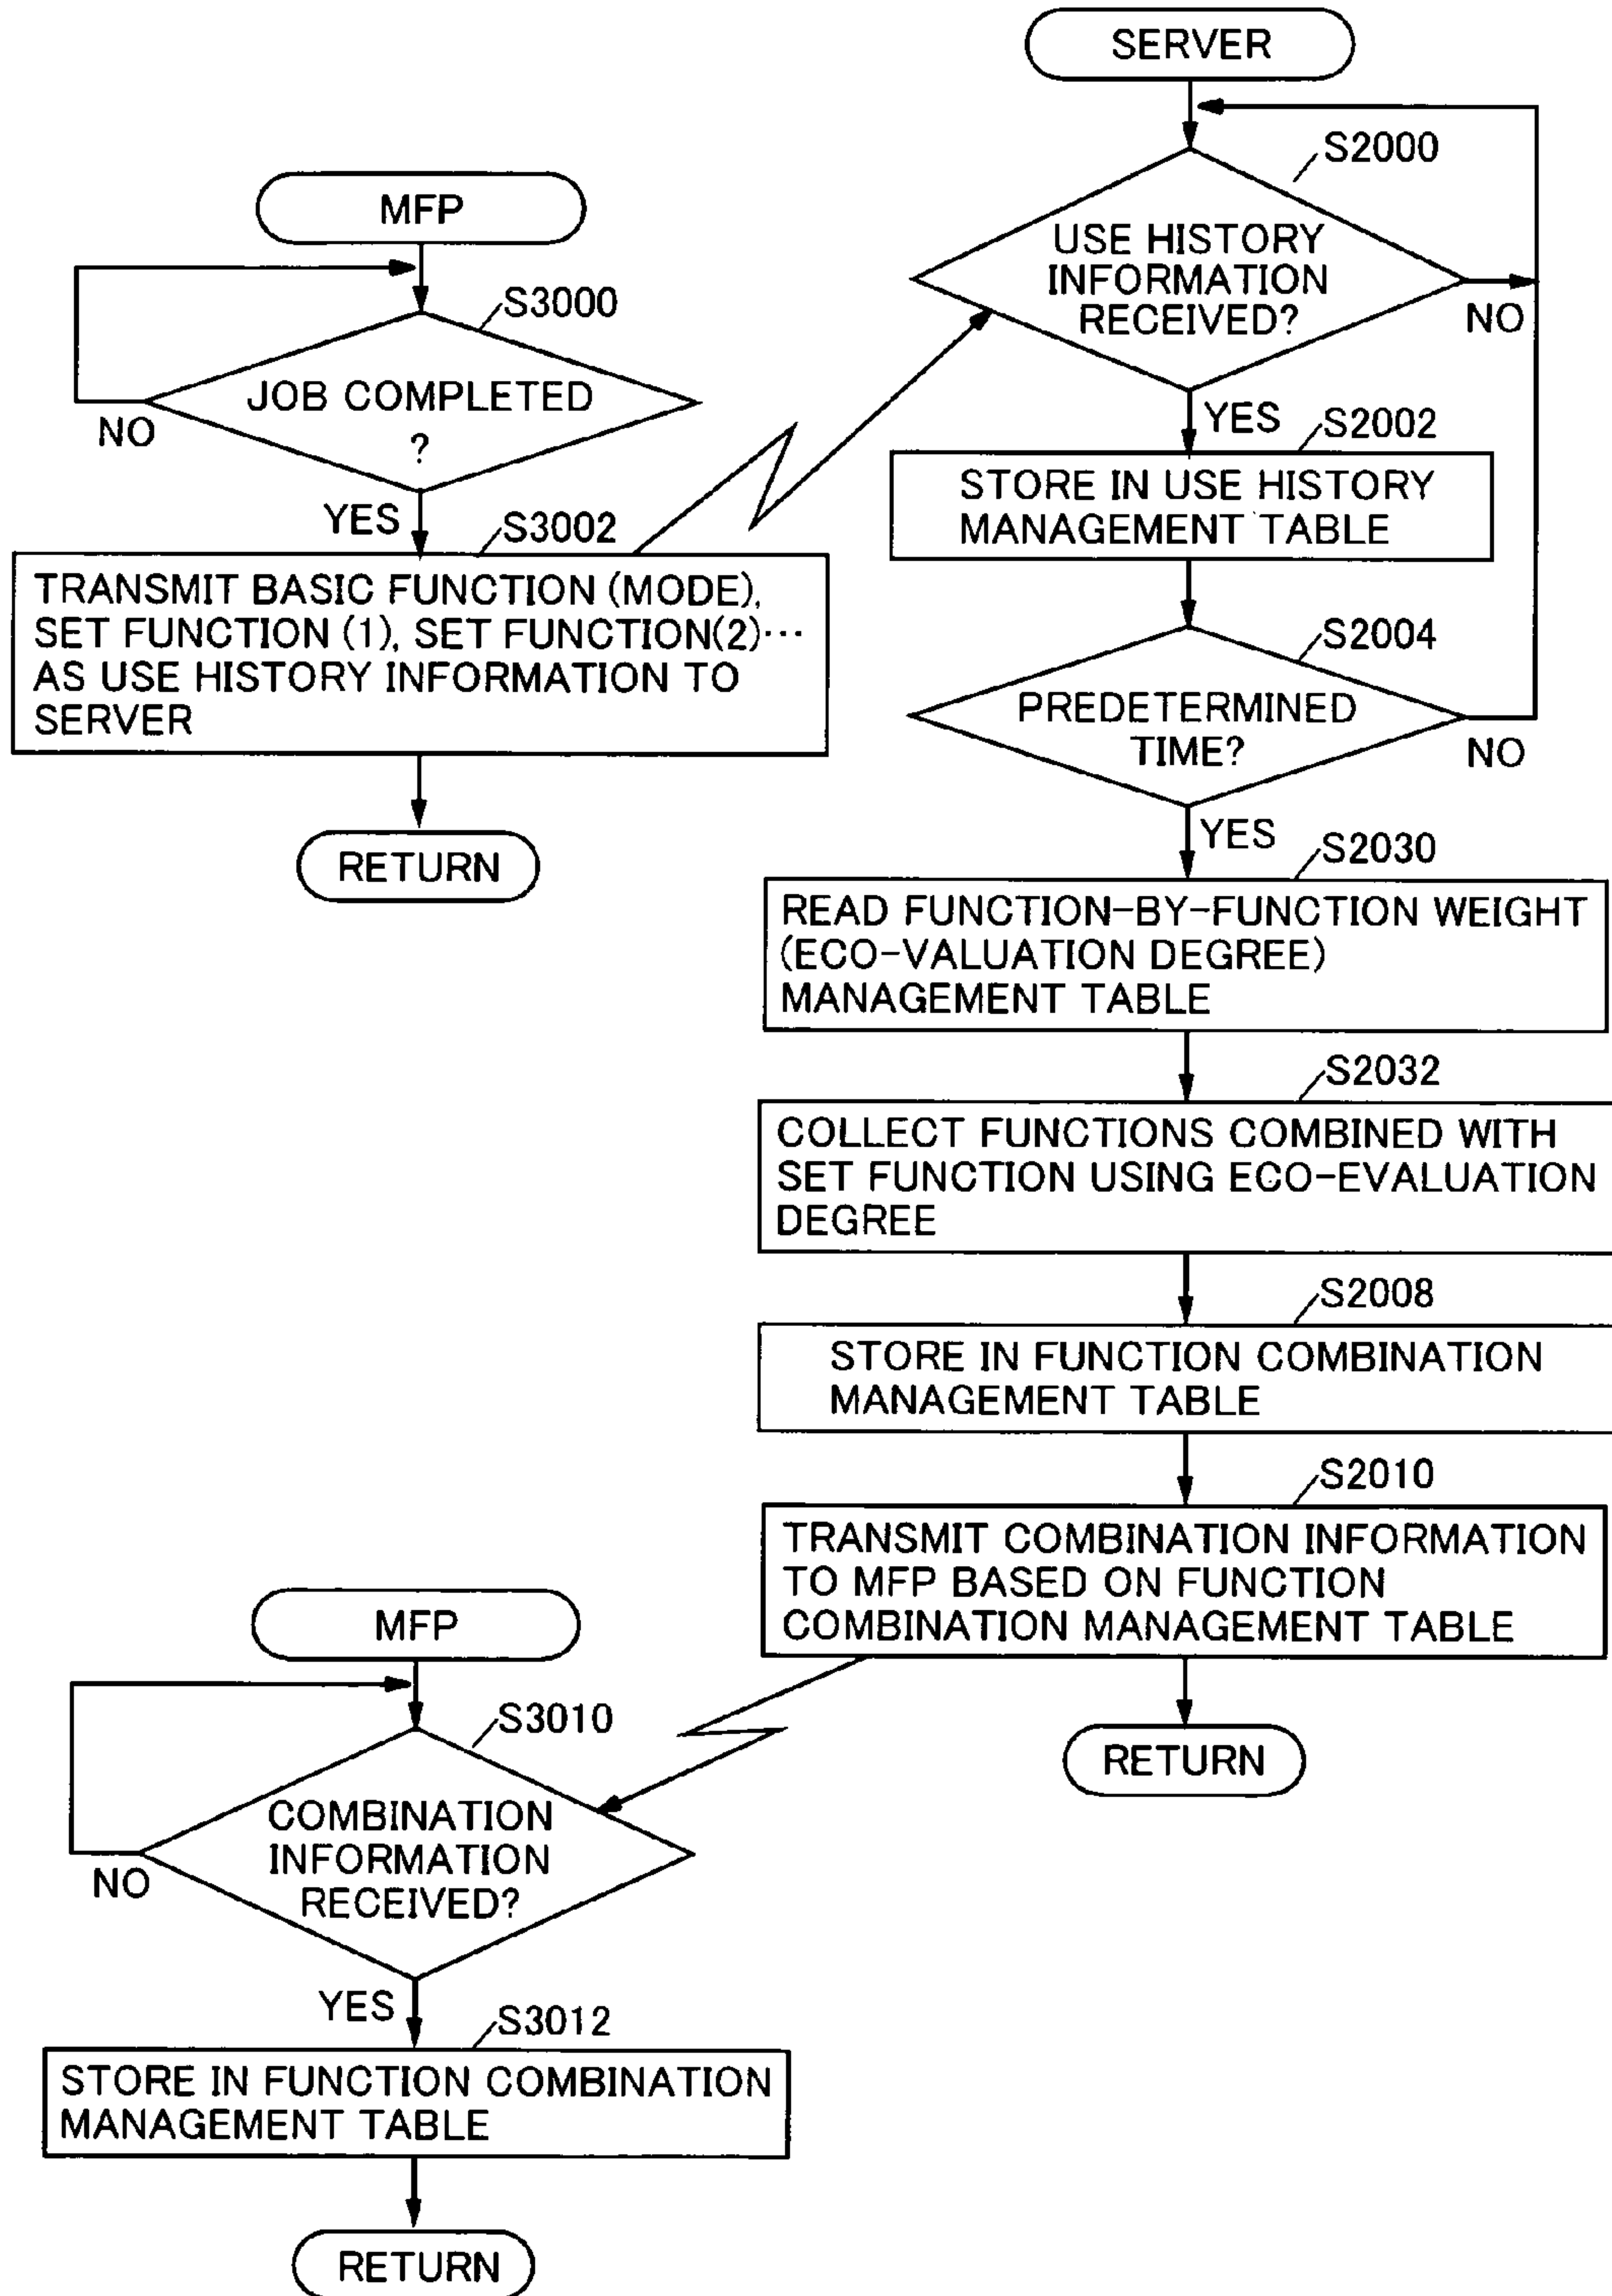 MFP
S3000
JOB COMPLETED
?
NO
YES
S3002
TRANSMIT BASIC FUNCTION (MODE),
SET FUNCTION (1), SET FUNCTION(2)···
AS USE HISTORY INFORMATION TO
SERVER
RETURN
SERVER
S2000
USE HISTORY
INFORMATION
RECEIVED?
NO
YES
S2002
STORE IN USE HISTORY
MANAGEMENT TABLE
S2004
PREDETERMINED
TIME?
NO
YES
S2030
READ FUNCTION-BY-FUNCTION WEIGHT
(ECO-VALUATION DEGREE)
MANAGEMENT TABLE
S2032
COLLECT FUNCTIONS COMBINED WITH
SET FUNCTION USING ECO-EVALUATION
DEGREE
S2008
STORE IN FUNCTION COMBINATION
MANAGEMENT TABLE
S2010
TRANSMIT COMBINATION INFORMATION
TO MFP BASED ON FUNCTION
COMBINATION MANAGEMENT TABLE
RETURN
MFP
S3010
COMBINATION
INFORMATION
RECEIVED?
NO
YES
S3012
STORE IN FUNCTION COMBINATION
MANAGEMENT TABLE
RETURN